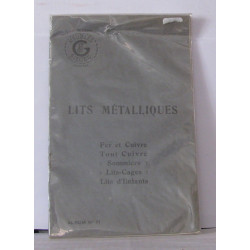 G
LITS MÉTALLIQUES
Fer et Cuivre
Tout Cuivre
« Sommiers »
« Lits-Cages »
Lits d'Enfants